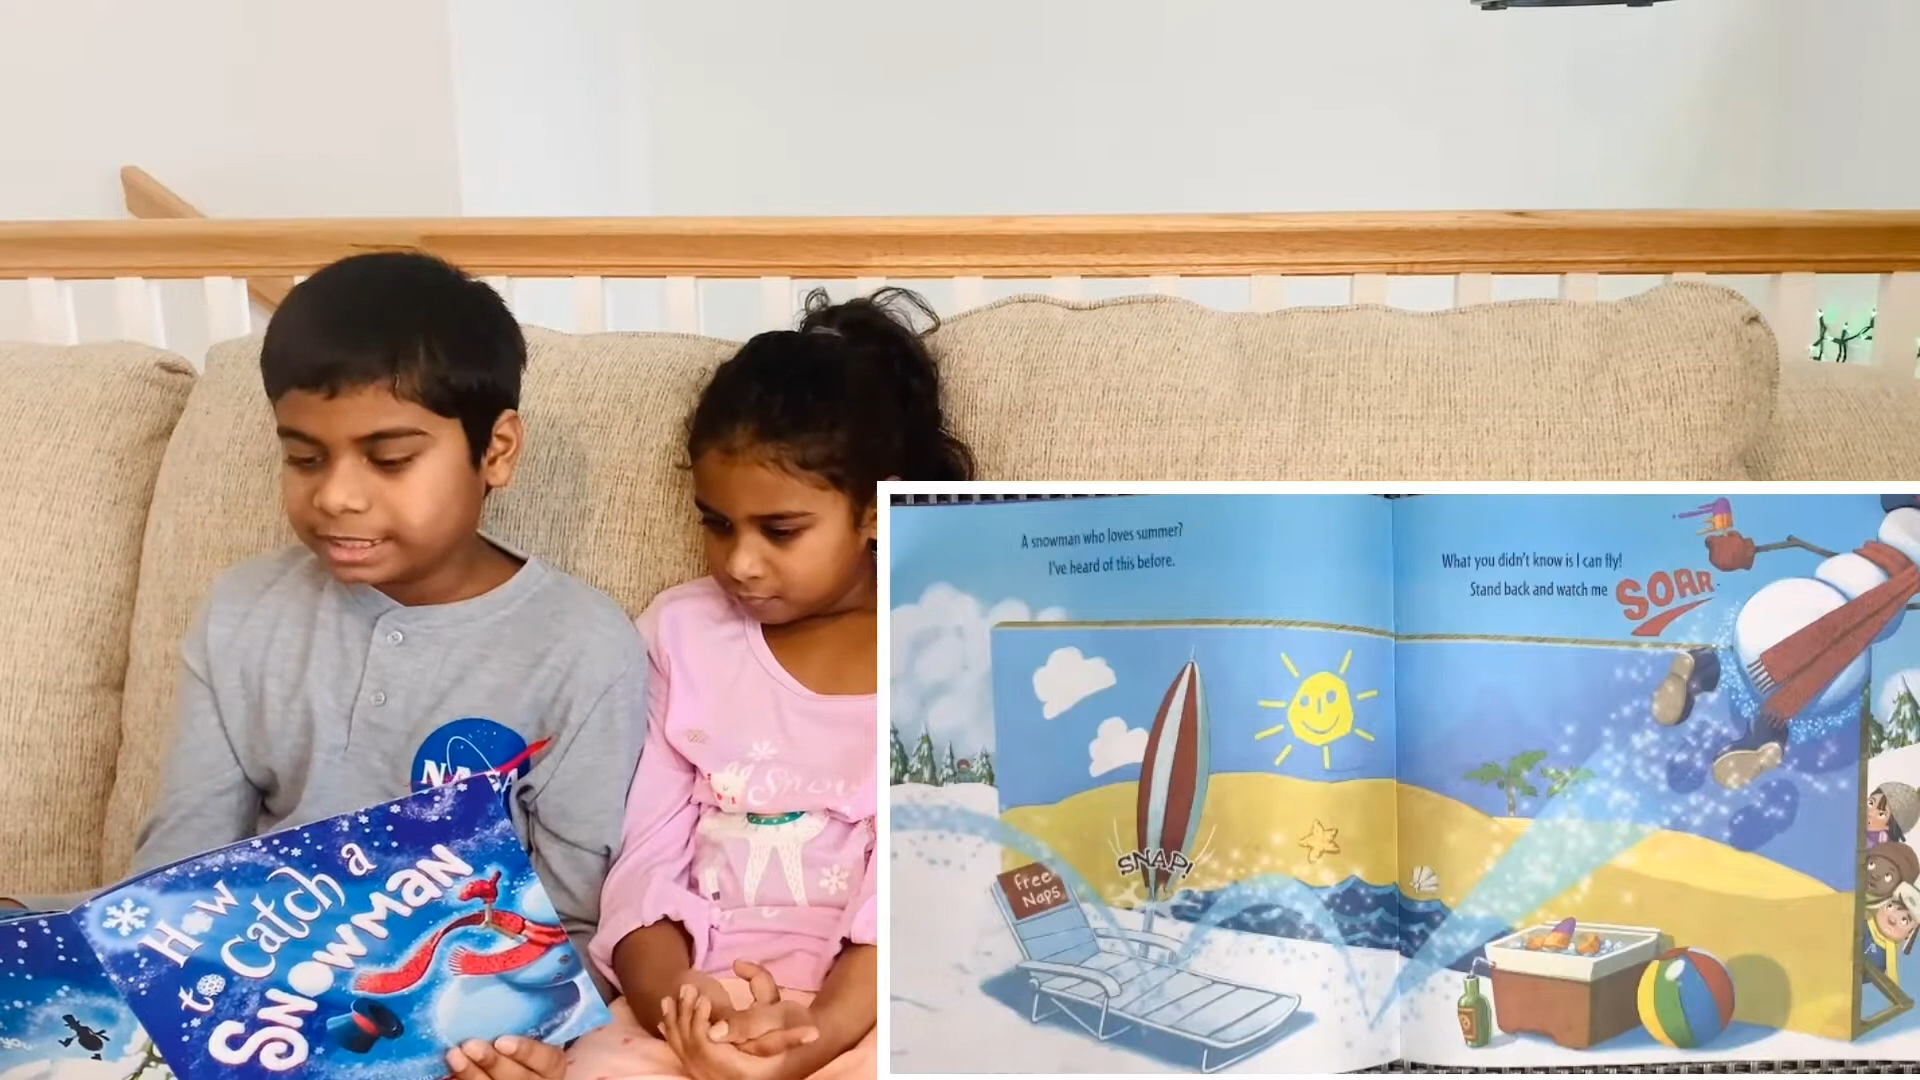 NASA
How
to Catch a
SNOWMAN
Snow
A snowman who loves summer?
I've heard of this before.
What you didn't know is I can fly!
Stand back and watch me SOAR.
SNAP!
free
Naps